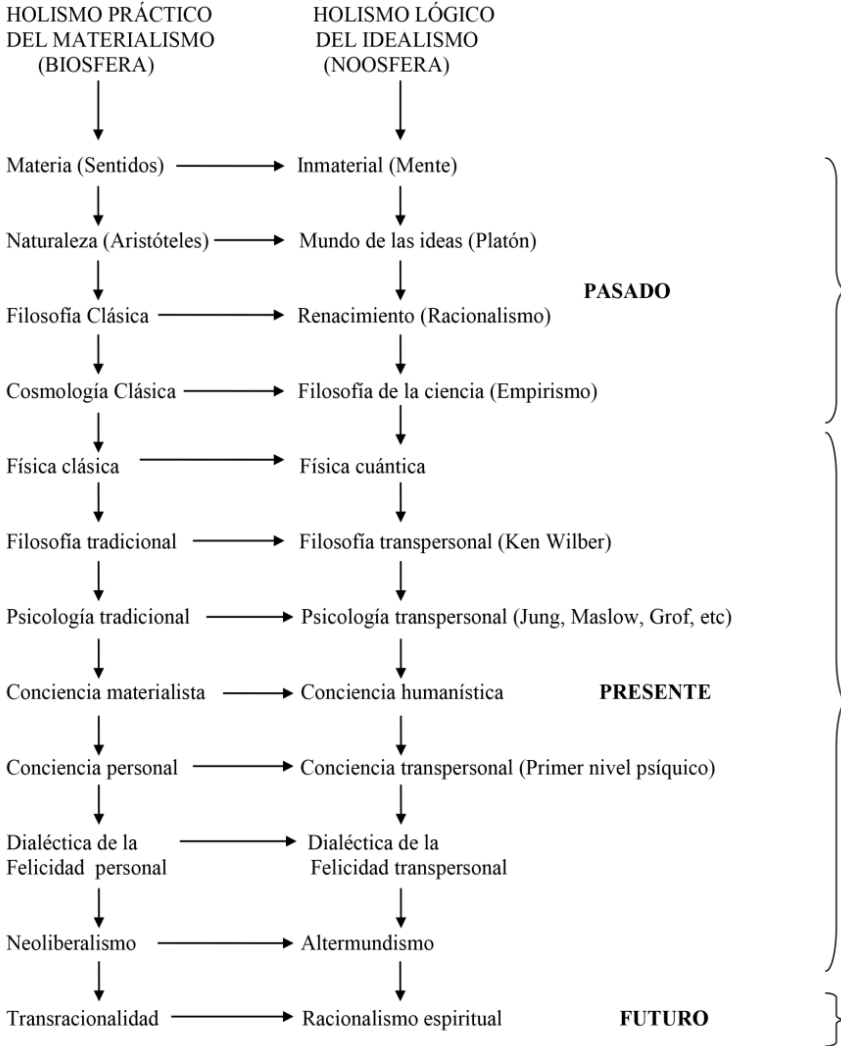 HOLISMO PRÁCTICO HOLISMO LÓGICO
DEL MATERIALISMO DEL IDEALISMO
(BIOSFERA) (NOOSFERA)
Materia (Sentidos) Inmaterial (Mente)
Naturaleza (Aristóteles) Mundo de las ideas (Platón)
PASADO
Filosofía Clásica Renacimiento (Racionalismo)
Cosmología Clásica Filosofía de la ciencia (Empirismo)
Física clásica Física cuántica
Filosofía tradicional Filosofía transpersonal (Ken Wilber)
Psicología tradicional Psicología transpersonal (Jung, Maslow, Grof, etc)
Conciencia materialista Conciencia humanística PRESENTE
Conciencia personal Conciencia transpersonal (Primer nivel psíquico)
Dialéctica de la Dialéctica de la
Felicidad personal Felicidad transpersonal
Neoliberalismo Altermundismo
Transracionalidad Racionalismo espiritual FUTURO